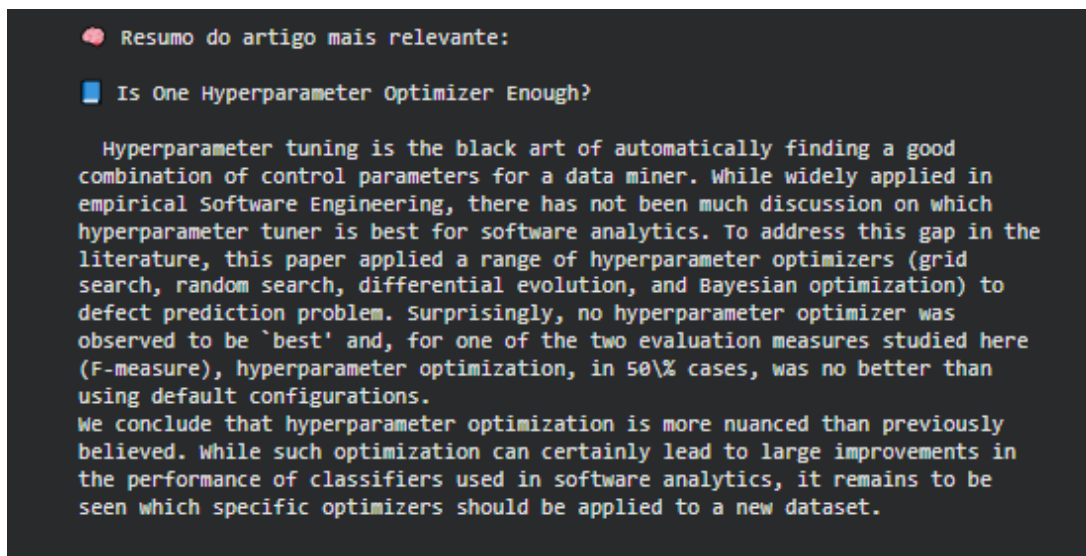 🧠 Resumo do artigo mais relevante:
📘 Is One Hyperparameter Optimizer Enough?
Hyperparameter tuning is the black art of automatically finding a good
combination of control parameters for a data miner. While widely applied in
empirical Software Engineering, there has not been much discussion on which
hyperparameter tuner is best for software analytics. To address this gap in the
literature, this paper applied a range of hyperparameter optimizers (grid
search, random search, differential evolution, and Bayesian optimization) to
defect prediction problem. Surprisingly, no hyperparameter optimizer was
observed to be `best' and, for one of the two evaluation measures studied here
(F-measure), hyperparameter optimization, in 50\% cases, was no better than
using default configurations.
We conclude that hyperparameter optimization is more nuanced than previously
believed. While such optimization can certainly lead to large improvements in
the performance of classifiers used in software analytics, it remains to be
seen which specific optimizers should be applied to a new dataset.